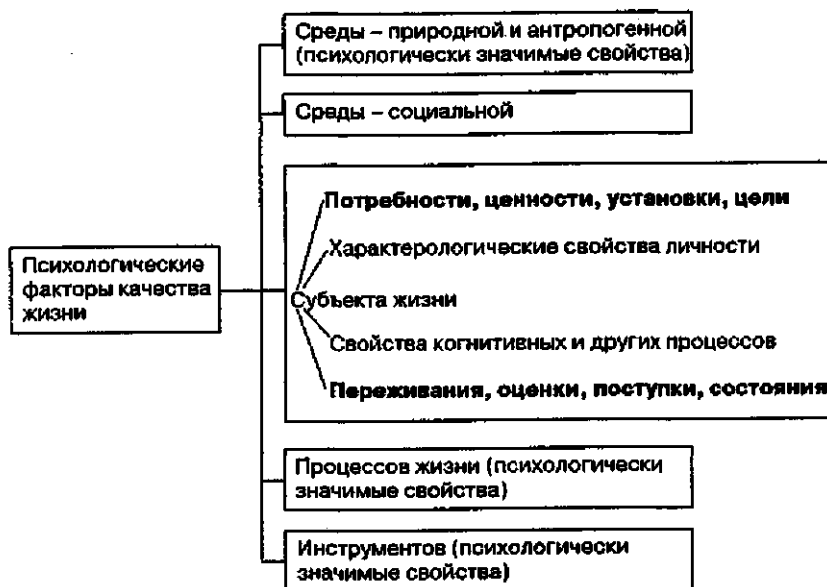 Среды – природной и антропогенной
(психологически значимые свойства)
Среды – социальной
Потребности, ценности, установки, цели
Характерологические свойства личности
Психологические
факторы качества
жизни
Субъекта жизни
Свойства когнитивных и других процессов
Переживания, оценки, поступки, состояния
Процессов жизни (психологически
значимые свойства)
Инструментов (психологически
значимые свойства)